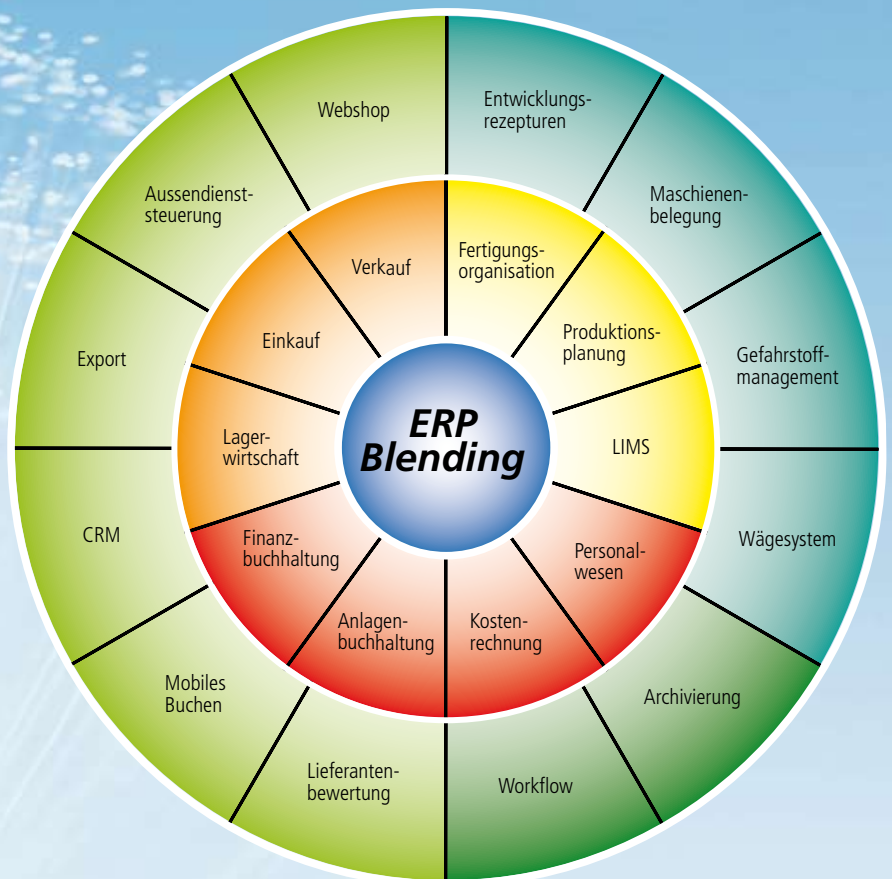 Webshop
Entwicklungs-
rezepturen
Maschienen-
belegung
Gefahrstoff-
management
Wägesystem
Archivierung
Workflow
Lieferanten-
bewertung
Mobiles
Buchen
CRM
Export
Aussendienst-
steuerung
Verkauf
Fertigungs-
organisation
Produktions-
planung
LIMS
Personal-
wesen
Kosten-
rechnung
Anlagen-
buchhaltung
Finanz-
buchhaltung
Lager-
wirtschaft
Einkauf
ERP
Blending